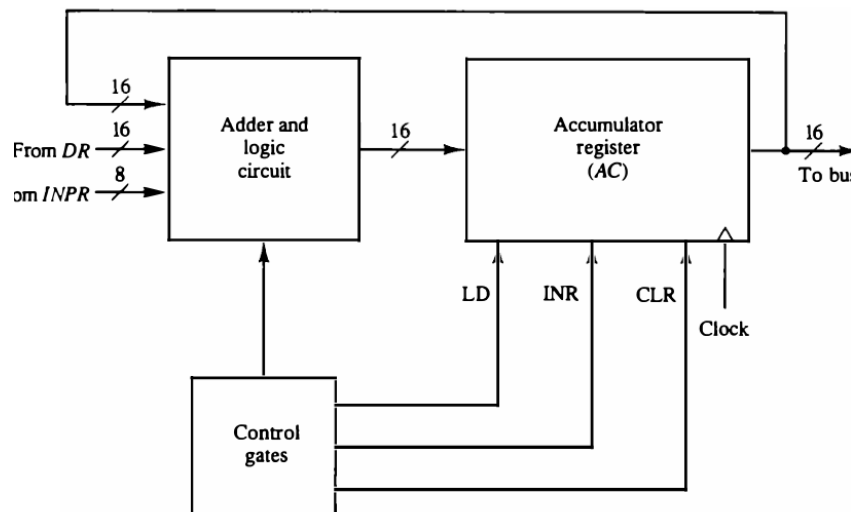 16
16
From DR
8
om INPR
Adder and
logic
circuit
16
Accumulator
register
(AC)
16
To bus
LD
INR
CLR
Clock
Control
gates